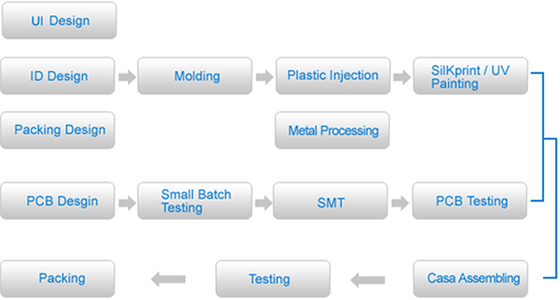 UI Design
ID Design
Molding
Plastic Injection
SilKprint / UV
Painting
Packing Design
Metal Processing
PCB Desgin
Small Batch
Testing
SMT
PCB Testing
Packing
Testing
Casa Assembling